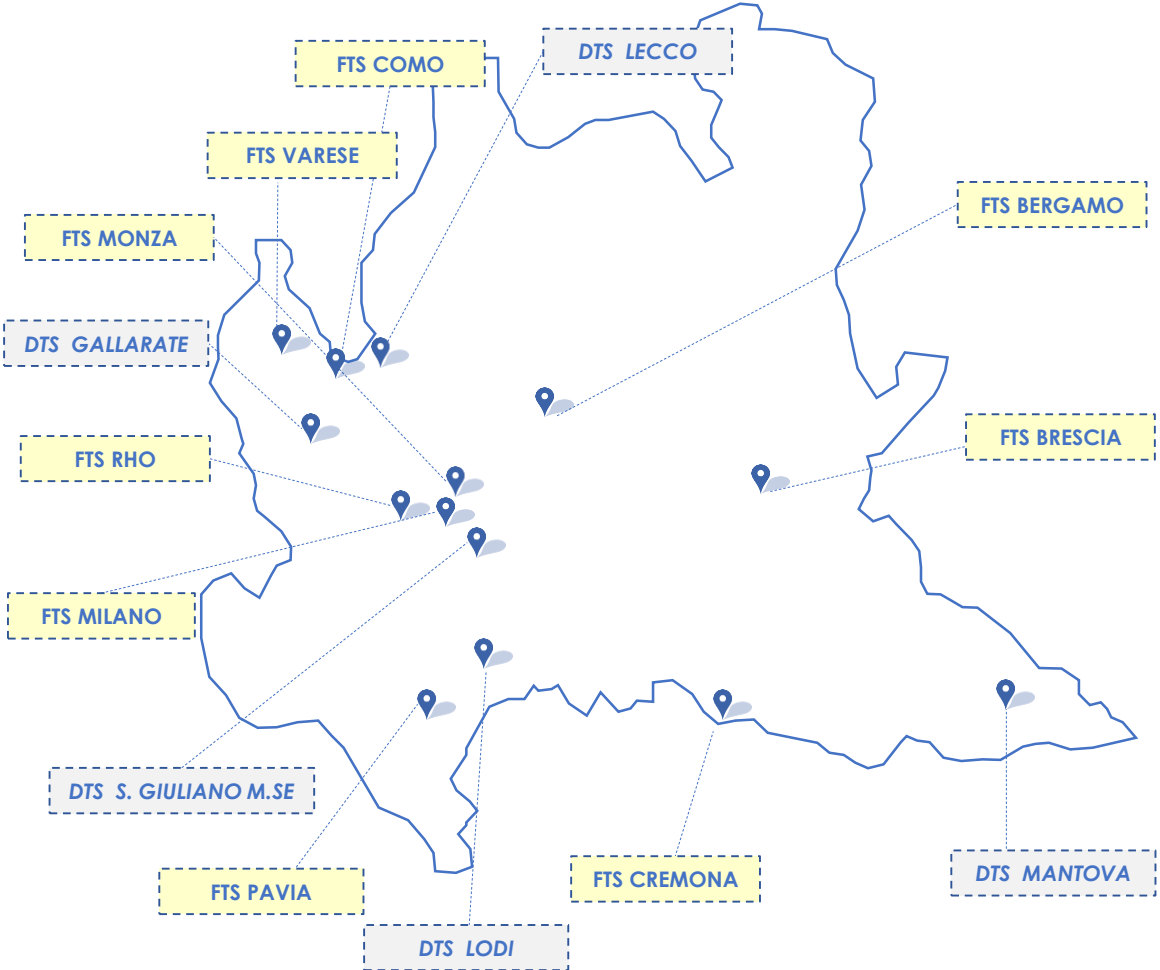 DTS LECCO
FTS COMO
FTS VARESE
FTS BERGAMO
FTS MONZA
DTS GALLARATE
FTS BRESCIA
FTS RHO
FTS MILANO
DTS S. GIULIANO M.SE
DTS MANTOVA
FTS CREMONA
FTS PAVIA
DTS LODI